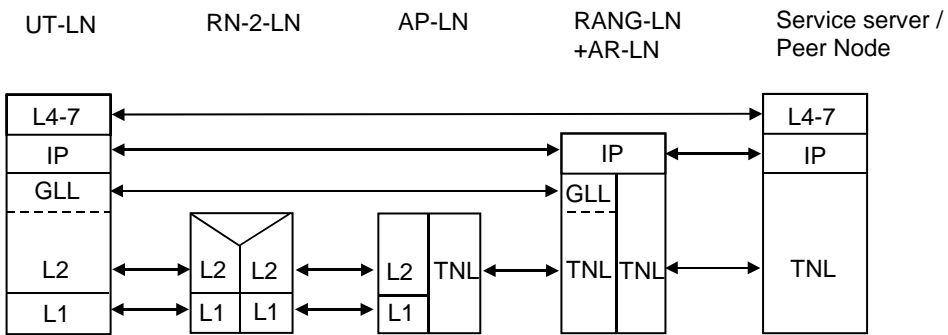 UT-LN RN-2-LN AP-LN RANG-LN Service server /
+AR-LN Peer Node
L4-7 L4-7
IP IP IP
GLL GLL
L2 L2 L2 L2 TNL TNL TNL TNL
L1 L1 L1 L1